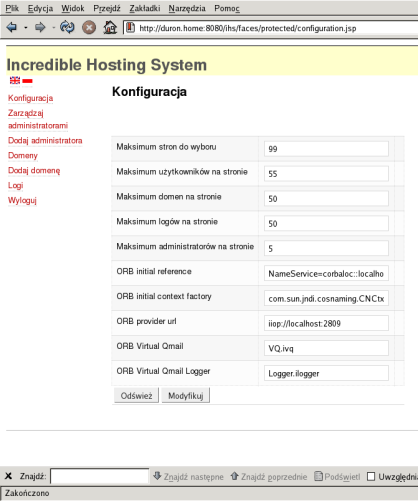 Plik Edycja Widok Przejdź Zakładki Narzędzia Pomoc
http://duron.home:8080/ihs/faces/protected/configuration.jsp
Incredible Hosting System
Konfiguracja
Konfiguracja
Zarządzaj
administratorami
Dodaj administratora
Domeny
Dodaj domenę
Logi
Wyloguj
Maksimum stron do wyboru 99
Maksimum użytkowników na stronie 55
Maksimum domen na stronie 50
Maksimum logów na stronie 50
Maksimum administratorów na stronie 5
ORB initial reference NameService=corbaloc::localho
ORB initial context factory com.sun.jndi.cosnaming.CNCtx
ORB provider url iiop://localhost:2809
ORB Virtual Qmail VQ.ivq
ORB Virtual Qmail Logger Logger.ilogger
Odśwież Modyfikuj
Znajdź: Znajdź następne Znajdź poprzednie Podświetl Uwzględni
Zakończono